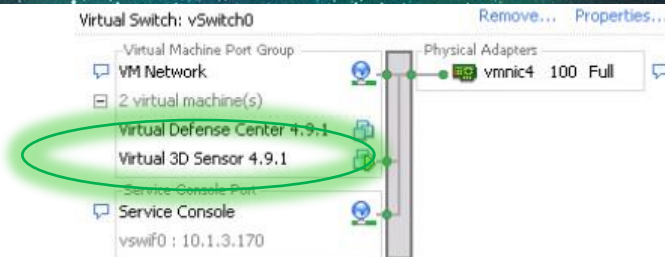 Virtual Switch: vSwitch0 Remove... Properties...
Virtual Machine Port Group Physical Adapters
VM Network vmnic4 100 Full
2 virtual machine(s)
Virtual Defense Center 4.9.1
Virtual 3D Sensor 4.9.1
Service Console Port
Service Console
vswif0 : 10.1.3.170